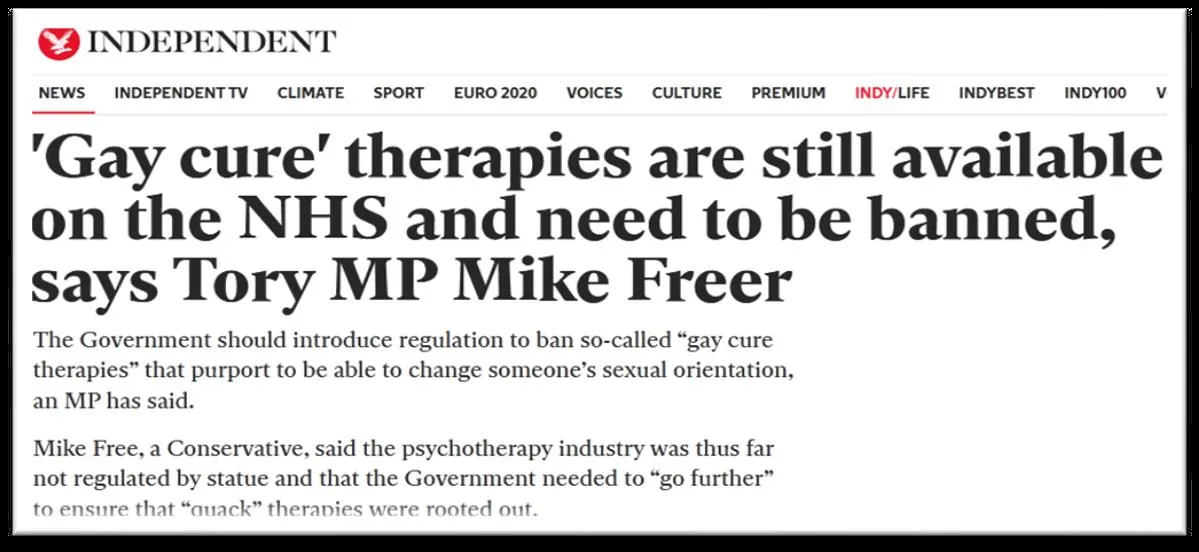 INDEPENDENT
NEWS INDEPENDENT TV CLIMATE SPORT EURO 2020 VOICES CULTURE PREMIUM INDY/LIFE INDYBEST INDY100 V
'Gay cure' therapies are still available
on the NHS and need to be banned,
says Tory MP Mike Freer
The Government should introduce regulation to ban so-called “gay cure
therapies” that purport to be able to change someone’s sexual orientation,
an MP has said.
Mike Free, a Conservative, said the psychotherapy industry was thus far
not regulated by statue and that the Government needed to “go further”
to ensure that “quack” therapies were rooted out.